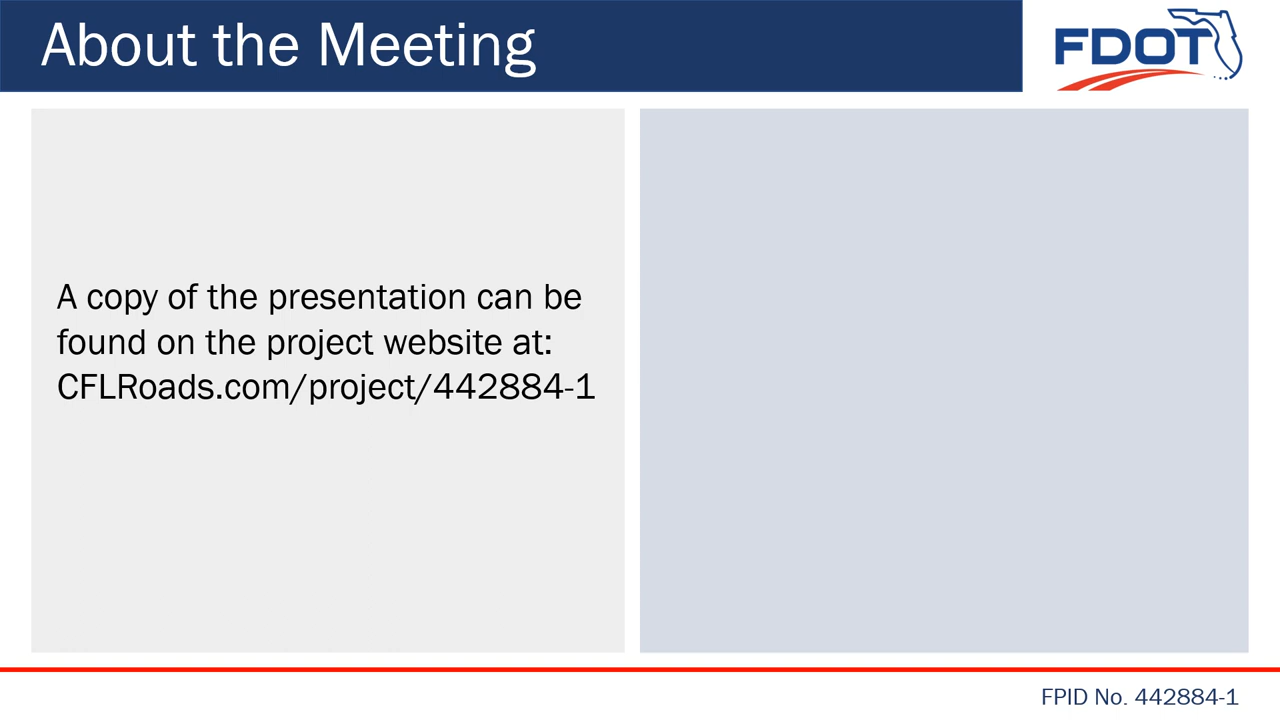 About the Meeting
FDOT
A copy of the presentation can be
found on the project website at:
CFLRoads.com/project/442884-1
FPID No. 442884-1